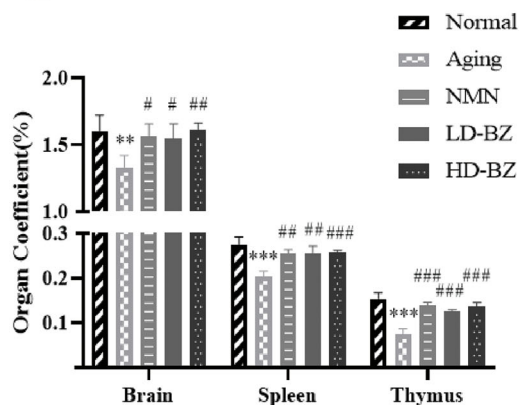 Normal
Aging
NMN
LD-BZ
HD-BZ
Organ Coefficient(%)
2.0
1.5
1.0
0.3
0.2
0.1
** # # ##
*** ## ## ###
*** ### ### ###
Brain Spleen Thymus